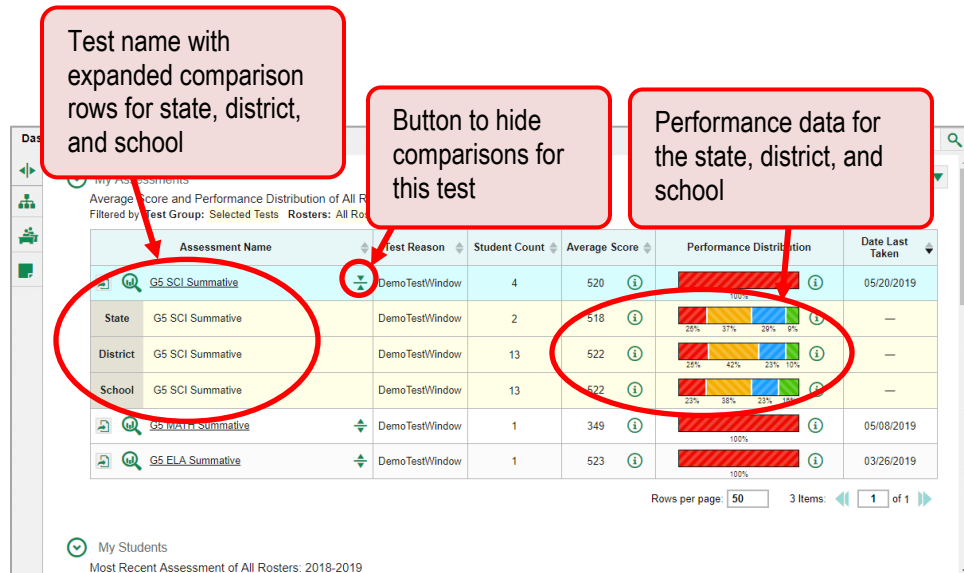 Test name with
expanded comparison
rows for state, district,
and school
Button to hide
comparisons for
this test
Performance data for
the state, district, and
school
Das
My Assessments
Average Score and Performance Distribution of All R
Filtered by Test Group: Selected Tests Rosters: All Ros
Assessment Name Test Reason Student Count Average Score Performance Distribution Date Last
Taken
G5 SCI Summative DemoTestWindow 4 520 100% 05/20/2019
State G5 SCI Summative DemoTestWindow 2 518 25% 37% 29% 9% —
District G5 SCI Summative DemoTestWindow 13 522 25% 42% 23% 10% —
School G5 SCI Summative DemoTestWindow 13 522 23% 38% 23% —
G5 MATH Summative DemoTestWindow 1 349 100% 05/08/2019
G5 ELA Summative DemoTestWindow 1 523 100% 03/26/2019
Rows per page: 50 3 Items: 1 of 1
My Students
Most Recent Assessment of All Rosters: 2018-2019